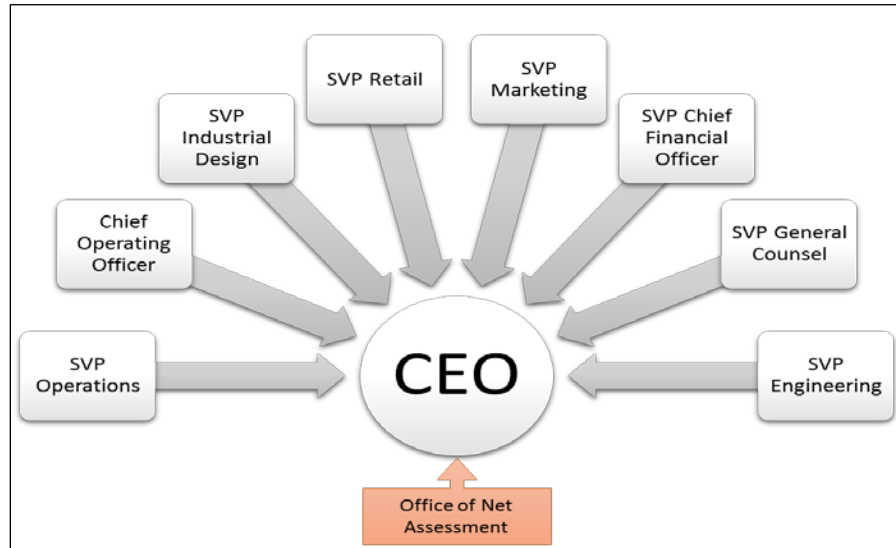 SVP Retail
SVP
Marketing
SVP
Industrial
Design
SVP Chief
Financial
Officer
Chief
Operating
Officer
SVP General
Counsel
SVP
Operations
CEO
SVP
Engineering
Office of Net
Assessment